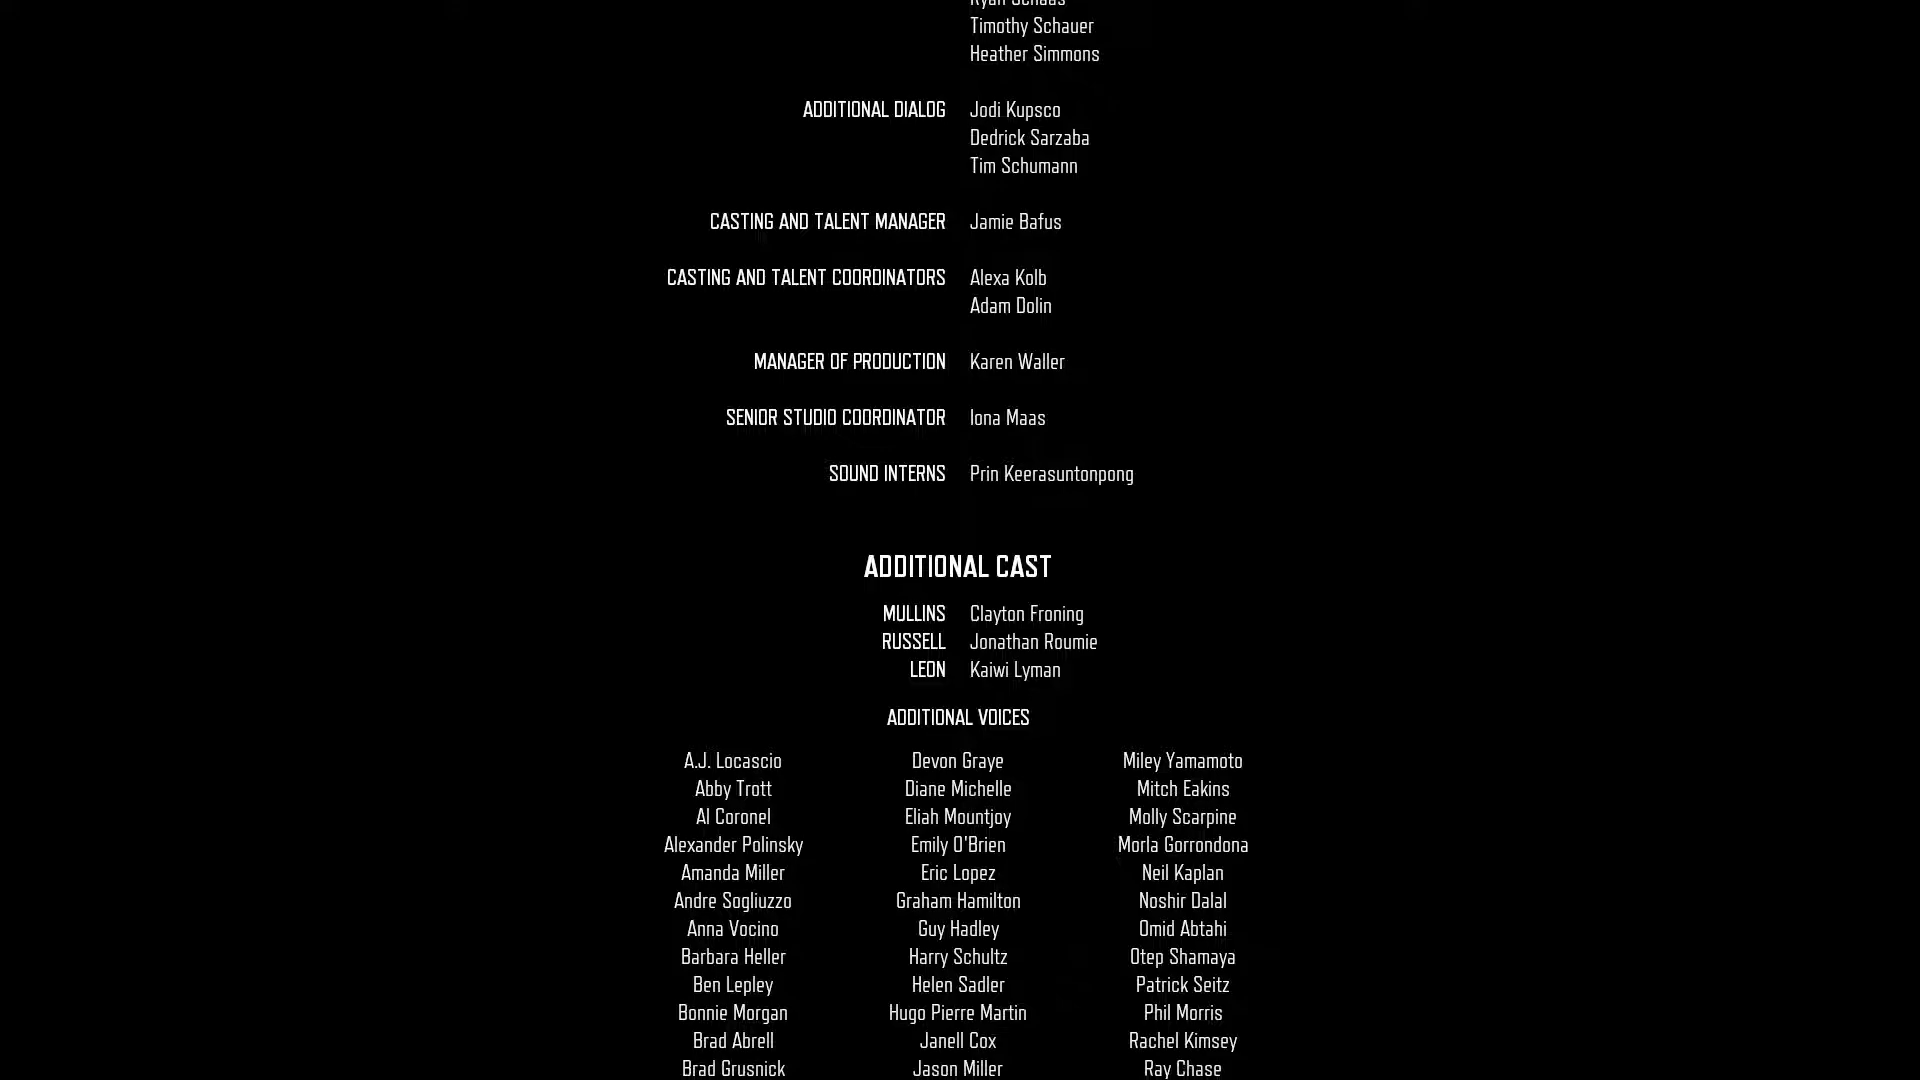 Timothy Schauer
Heather Simmons
ADDITIONAL DIALOG Jodi Kupsco
Dedrick Sarzaba
Tim Schumann
CASTING AND TALENT MANAGER Jamie Bafus
CASTING AND TALENT COORDINATORS Alexa Kolb
Adam Dolin
MANAGER OF PRODUCTION Karen Waller
SENIOR STUDIO COORDINATOR Iona Maas
SOUND INTERNS Prin Keerasuntonpong
ADDITIONAL CAST
MULLINS Clayton Froning
RUSSELL Jonathan Roumie
LEON Kaiwi Lyman
ADDITIONAL VOICES
A.J. Locascio Devon Graye Miley Yamamoto
Abby Trott Diane Michelle Mitch Eakins
Al Coronel Eliah Mountjoy Molly Scarpine
Alexander Polinsky Emily O'Brien Morla Gorrondona
Amanda Miller Eric Lopez Neil Kaplan
Andre Sogliuzzo Graham Hamilton Noshir Dalal
Anna Vocino Guy Hadley Omid Abtahi
Barbara Heller Harry Schultz Otep Shamaya
Ben Lepley Helen Sadler Patrick Seitz
Bonnie Morgan Hugo Pierre Martin Phil Morris
Brad Abrell Janell Cox Rachel Kimsey
Brad Grusnick Jason Miller Ray Chase